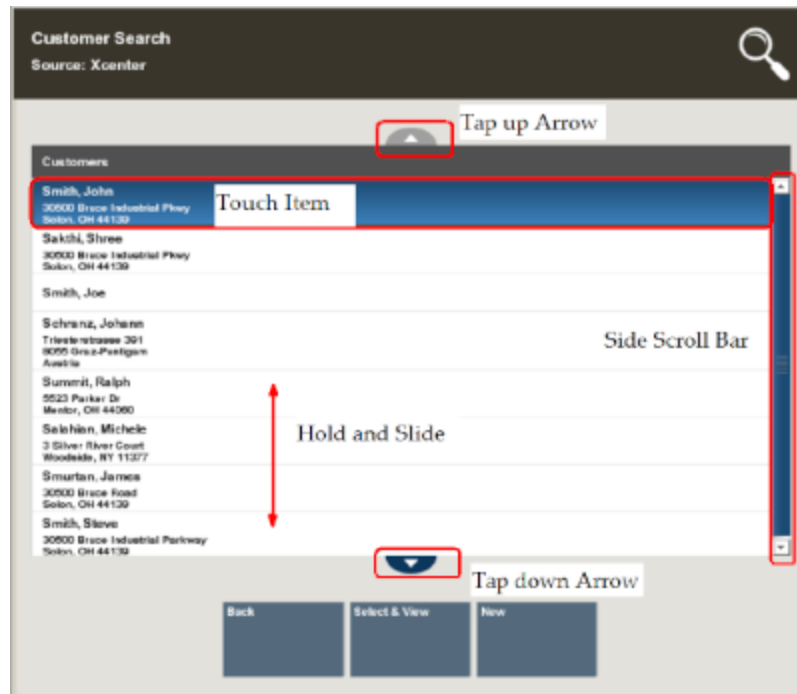 Customer Search
Source: Xcenter
Tap up Arrow
Customers
Smith, John
30500 Bruce Industrial Pkwy
Solon, OH 44139
Touch Item
Sakthi, Shree
30500 Bruce Industrial Pkwy
Solon, OH 44139
Smith, Joe
Schranz, Johann
Triesterstrasse 391
8055 Graz-Puntigam
Austria
Side Scroll Bar
Summit, Ralph
5523 Parker Dr
Mentor, OH 44060
Hold and Slide
Salahian, Michele
3 Silver River Court
Woodside, NY 11377
Smurtan, James
30500 Bruce Road
Solon, OH 44139
Smith, Steve
30500 Bruce Industrial Parkway
Solon, OH 44139
Tap down Arrow
Back
Select & View
New